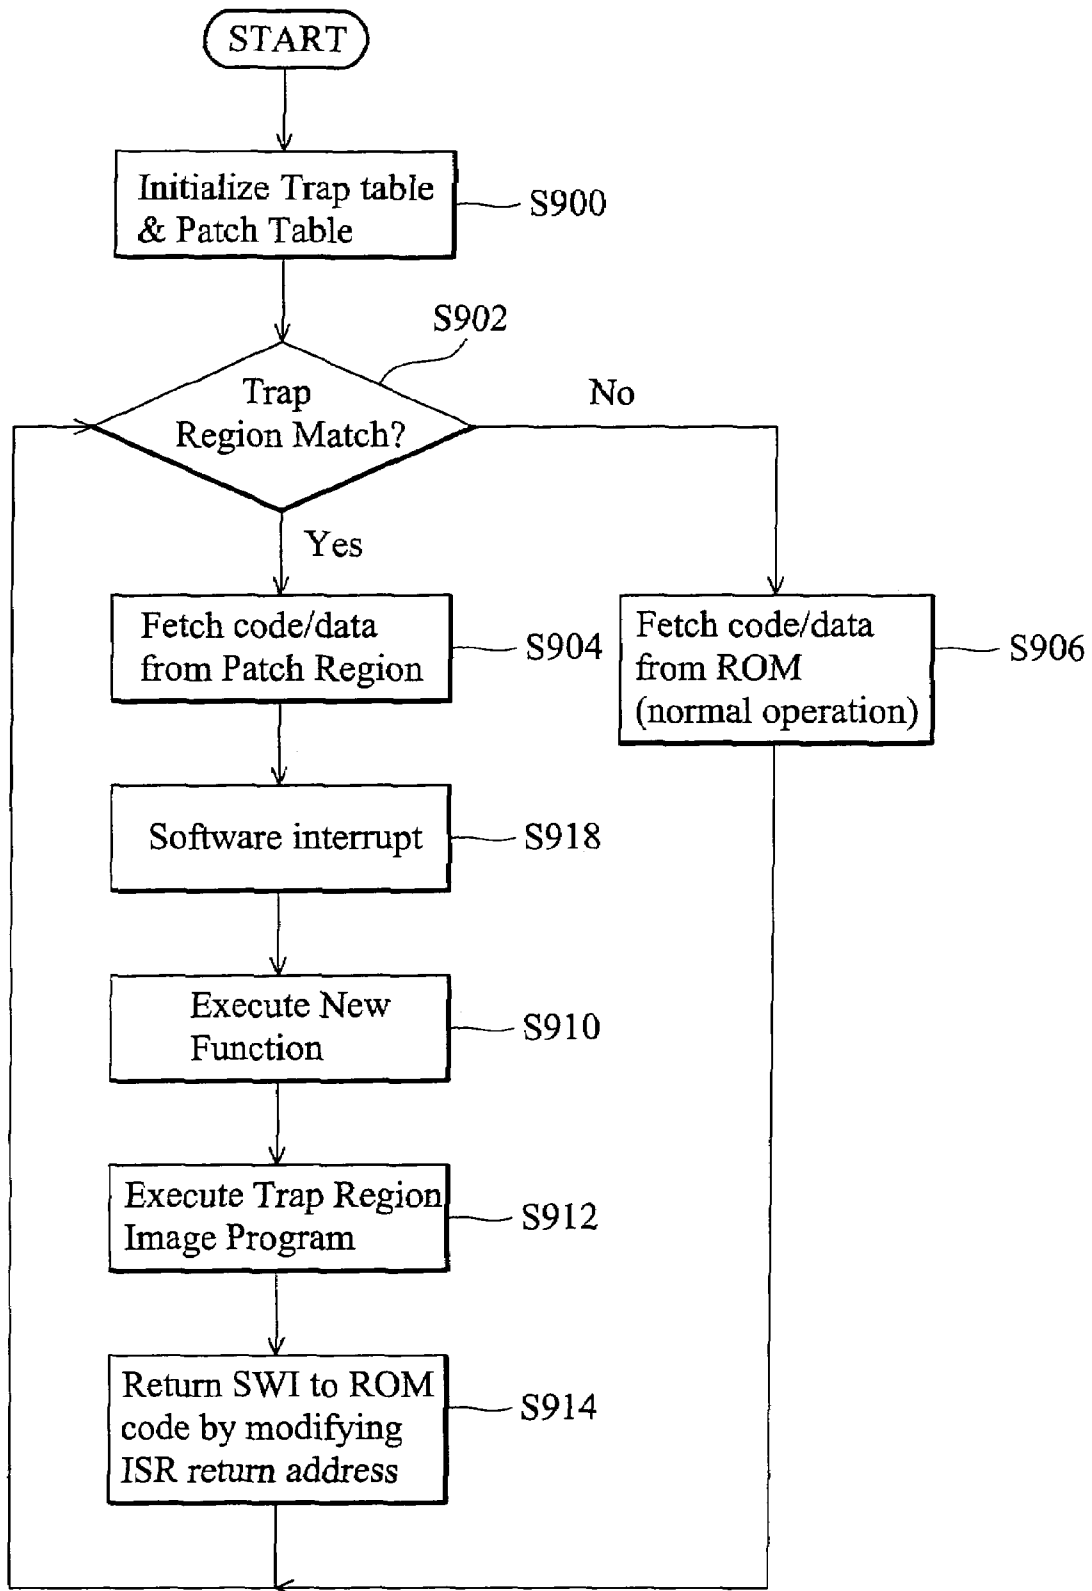 START
Initialize Trap table
& Patch Table
S900
S902
Trap
Region Match?
No
Yes
Fetch code/data
from Patch Region
S904
Fetch code/data
from ROM
(normal operation)
S906
Software interrupt
S918
Execute New
Function
S910
Execute Trap Region
Image Program
S912
Return SWI to ROM
code by modifying
ISR return address
S914